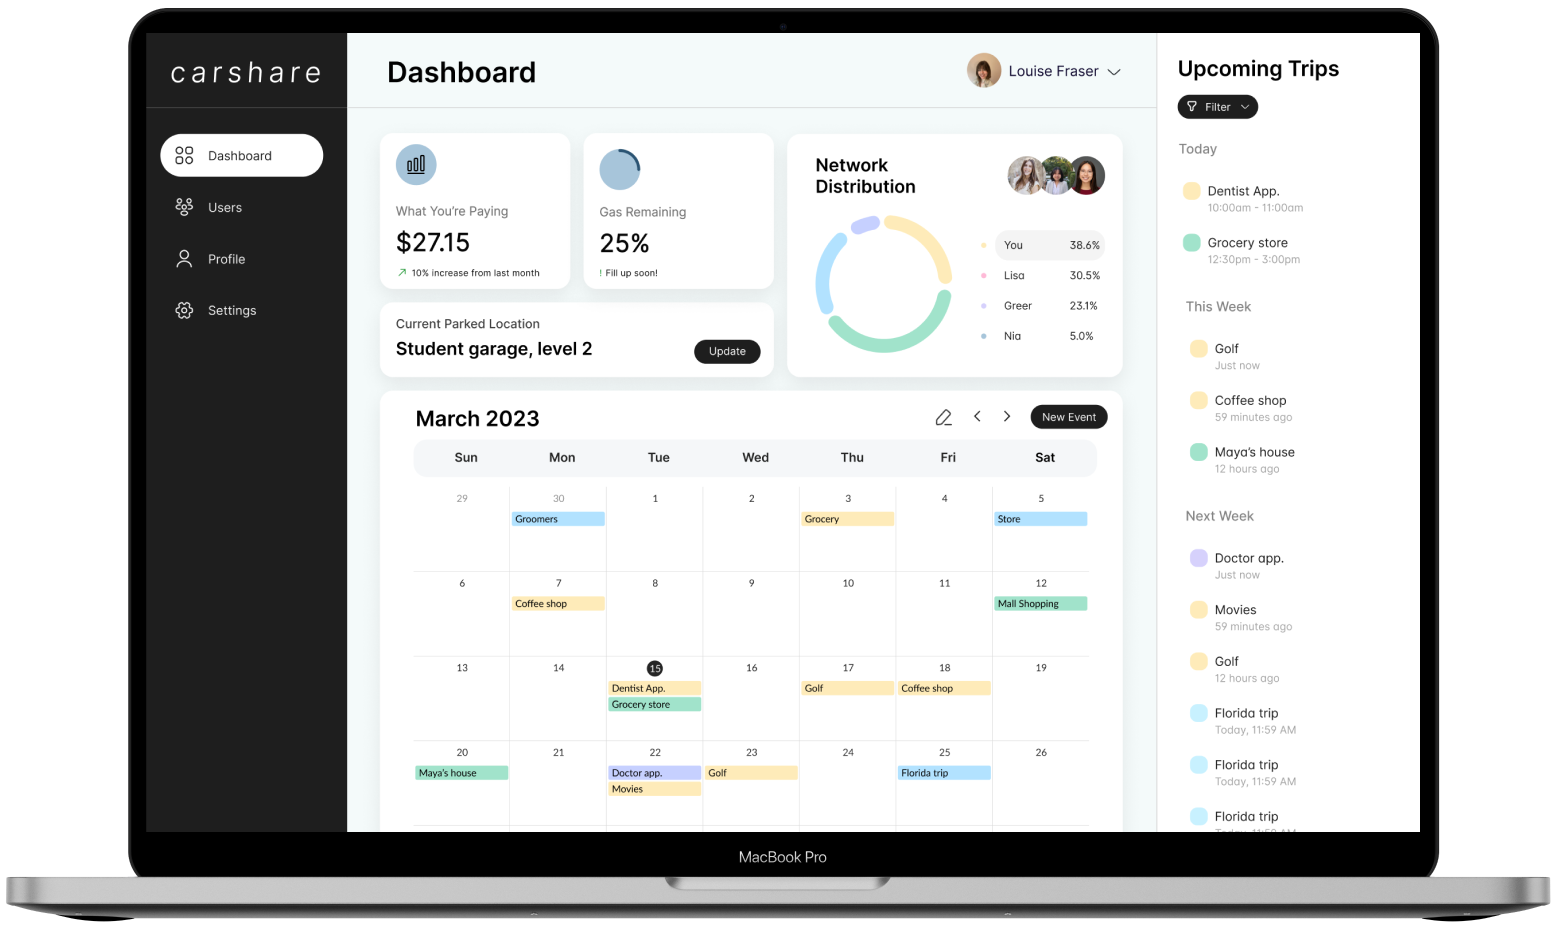 carshare
Dashboard
Users
Profile
Settings
Dashboard
Louise Fraser
What You're Paying
$27.15
10% increase from last month
Gas Remaining
25%
! Fill up soon!
Current Parked Location
Student garage, level 2
Update
Network
Distribution
You 38.6%
Lisa 30.5%
Greer 23.1%
Nia 5.0%
March 2023
New Event
Sun Mon Tue Wed Thu Fri Sat
29 30 1 2 3 4 5
Groomers Grocery Store
6 7 8 9 10 11 12
Coffee shop Mall Shopping
13 14 15 16 17 18 19
Dentist App. Golf Coffee shop
Grocery store
20 21 22 23 24 25 26
Maya's house Doctor app. Golf Florida trip
Movies
Upcoming Trips
Filter
Today
Dentist App.
10:00am - 11:00am
Grocery store
12:30pm - 3:00pm
This Week
Golf
Just now
Coffee shop
59 minutes ago
Maya's house
12 hours ago
Next Week
Doctor app.
Just now
Movies
59 minutes ago
Golf
12 hours ago
Florida trip
Today, 11:59 AM
Florida trip
Today, 11:59 AM
Florida trip
Today, 11:59 AM
MacBook Pro